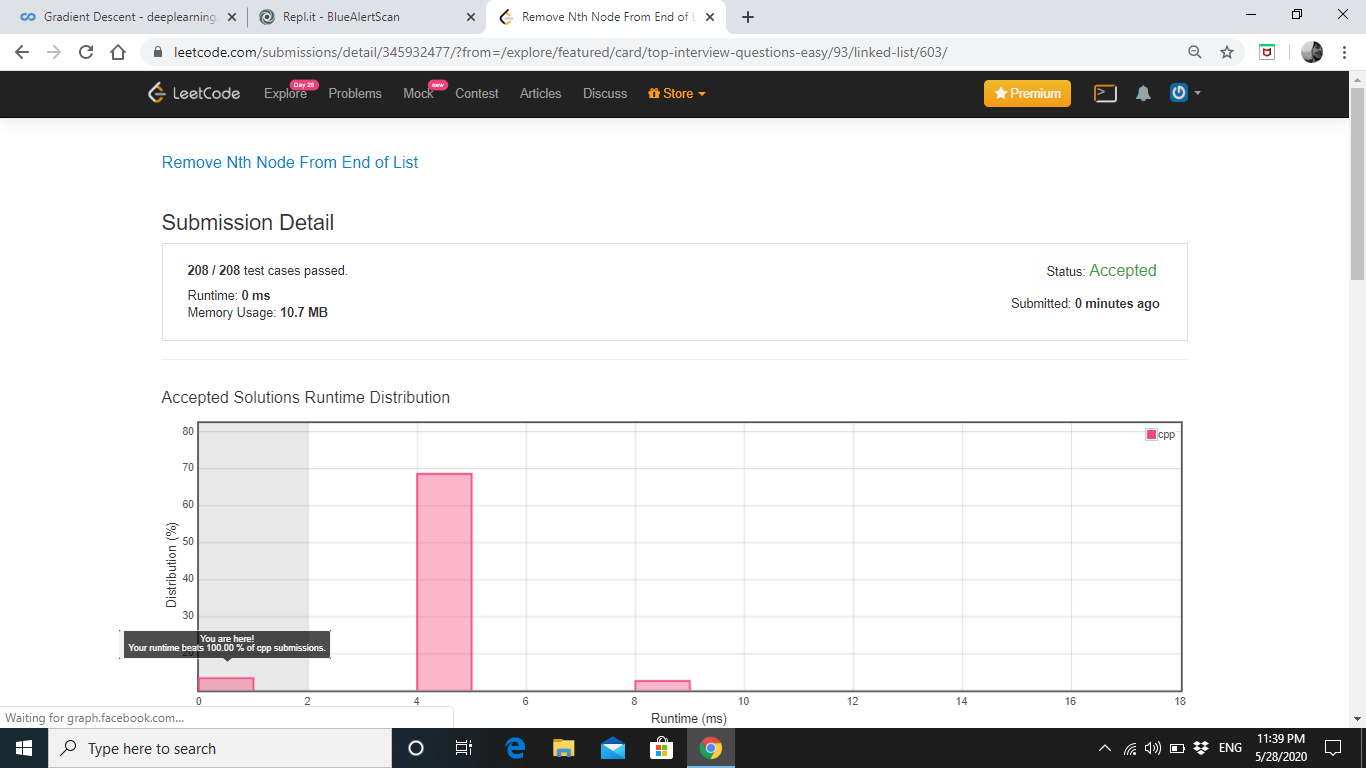 Gradient Descent - deeplearning.
Repl.it - BlueAlertScan
Remove Nth Node From End of L
leetcode.com/submissions/detail/345932477/?from=/explore/featured/card/top-interview-questions-easy/93/linked-list/603/
LeetCode Explore Day 28 Problems Mock new Contest Articles Discuss Store Premium
Remove Nth Node From End of List
Submission Detail
208 / 208 test cases passed.
Status: Accepted
Runtime: 0 ms
Submitted: 0 minutes ago
Memory Usage: 10.7 MB
Accepted Solutions Runtime Distribution
cpp
80
70
60
50
40
30
20
Distribution (%)
You are here!
Your runtime beats 100.00 % of cpp submissions.
0 2 4 6 8 10 12 14 16 18
Runtime (ms)
Waiting for graph.facebook.com...
Type here to search
ENG
11:39 PM
5/28/2020